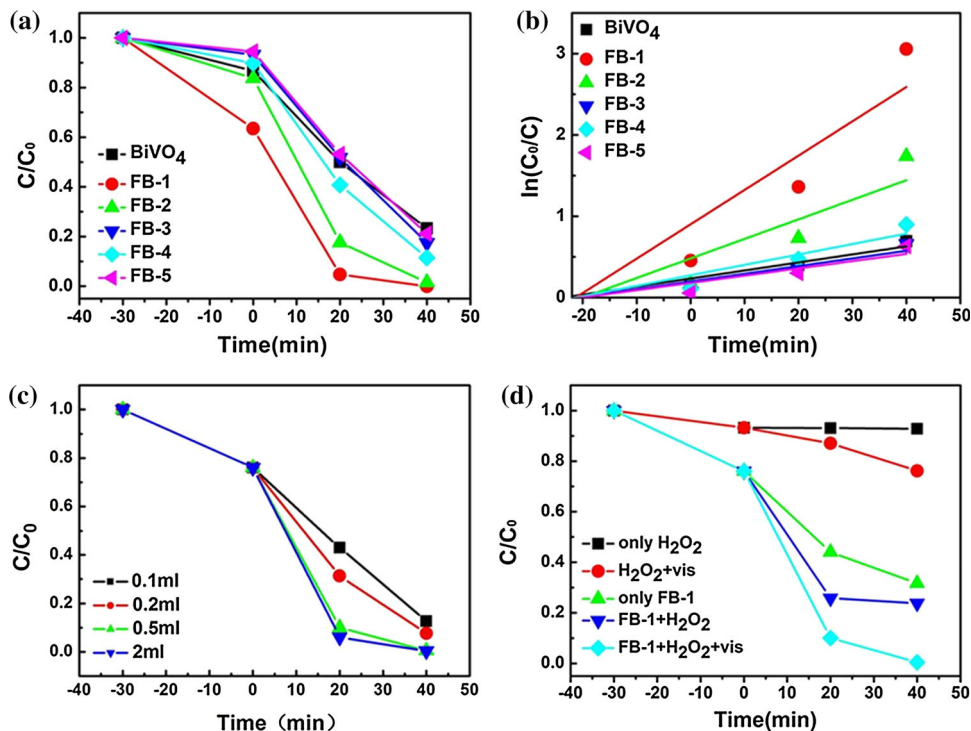 (a)
1.0
0.8
0.6
0.4
0.2
0.0
C/C₀
BiVO₄
FB-1
FB-2
FB-3
FB-4
FB-5
-40 -30 -20 -10 0 10 20 30 40 50
Time(min)
(b)
3
2
1
0
ln(C₀/C)
BiVO₄
FB-1
FB-2
FB-3
FB-4
FB-5
-20 -10 0 10 20 30 40 50
Time(min)
(c)
1.0
0.8
0.6
0.4
0.2
0.0
C/C₀
0.1ml
0.2ml
0.5ml
2ml
-40 -30 -20 -10 0 10 20 30 40 50
Time（min）
(d)
1.0
0.8
0.6
0.4
0.2
0.0
C/C₀
only H₂O₂
H₂O₂+vis
only FB-1
FB-1+H₂O₂
FB-1+H₂O₂+vis
-40 -30 -20 -10 0 10 20 30 40 50
Time(min)